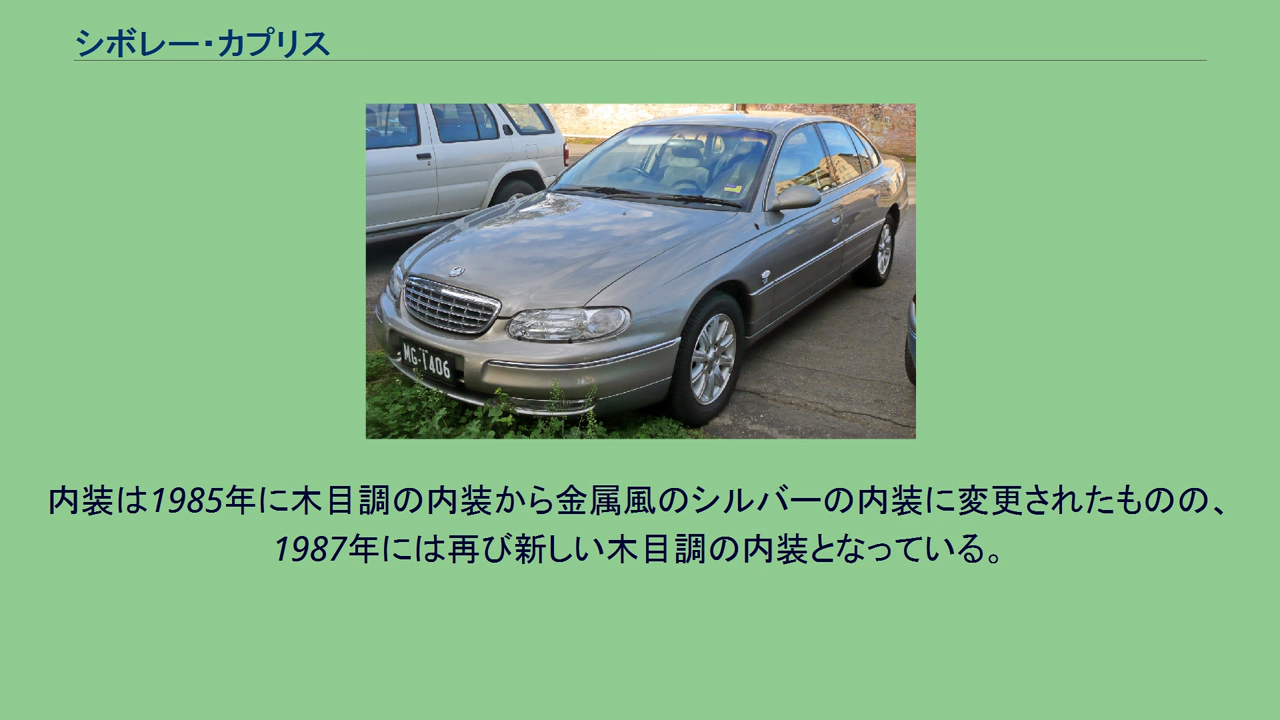 シボレー・カプリス
MG-1406
内装は1985年に木目調の内装から金属風のシルバーの内装に変更されたものの、
1987年には再び新しい木目調の内装となっている。